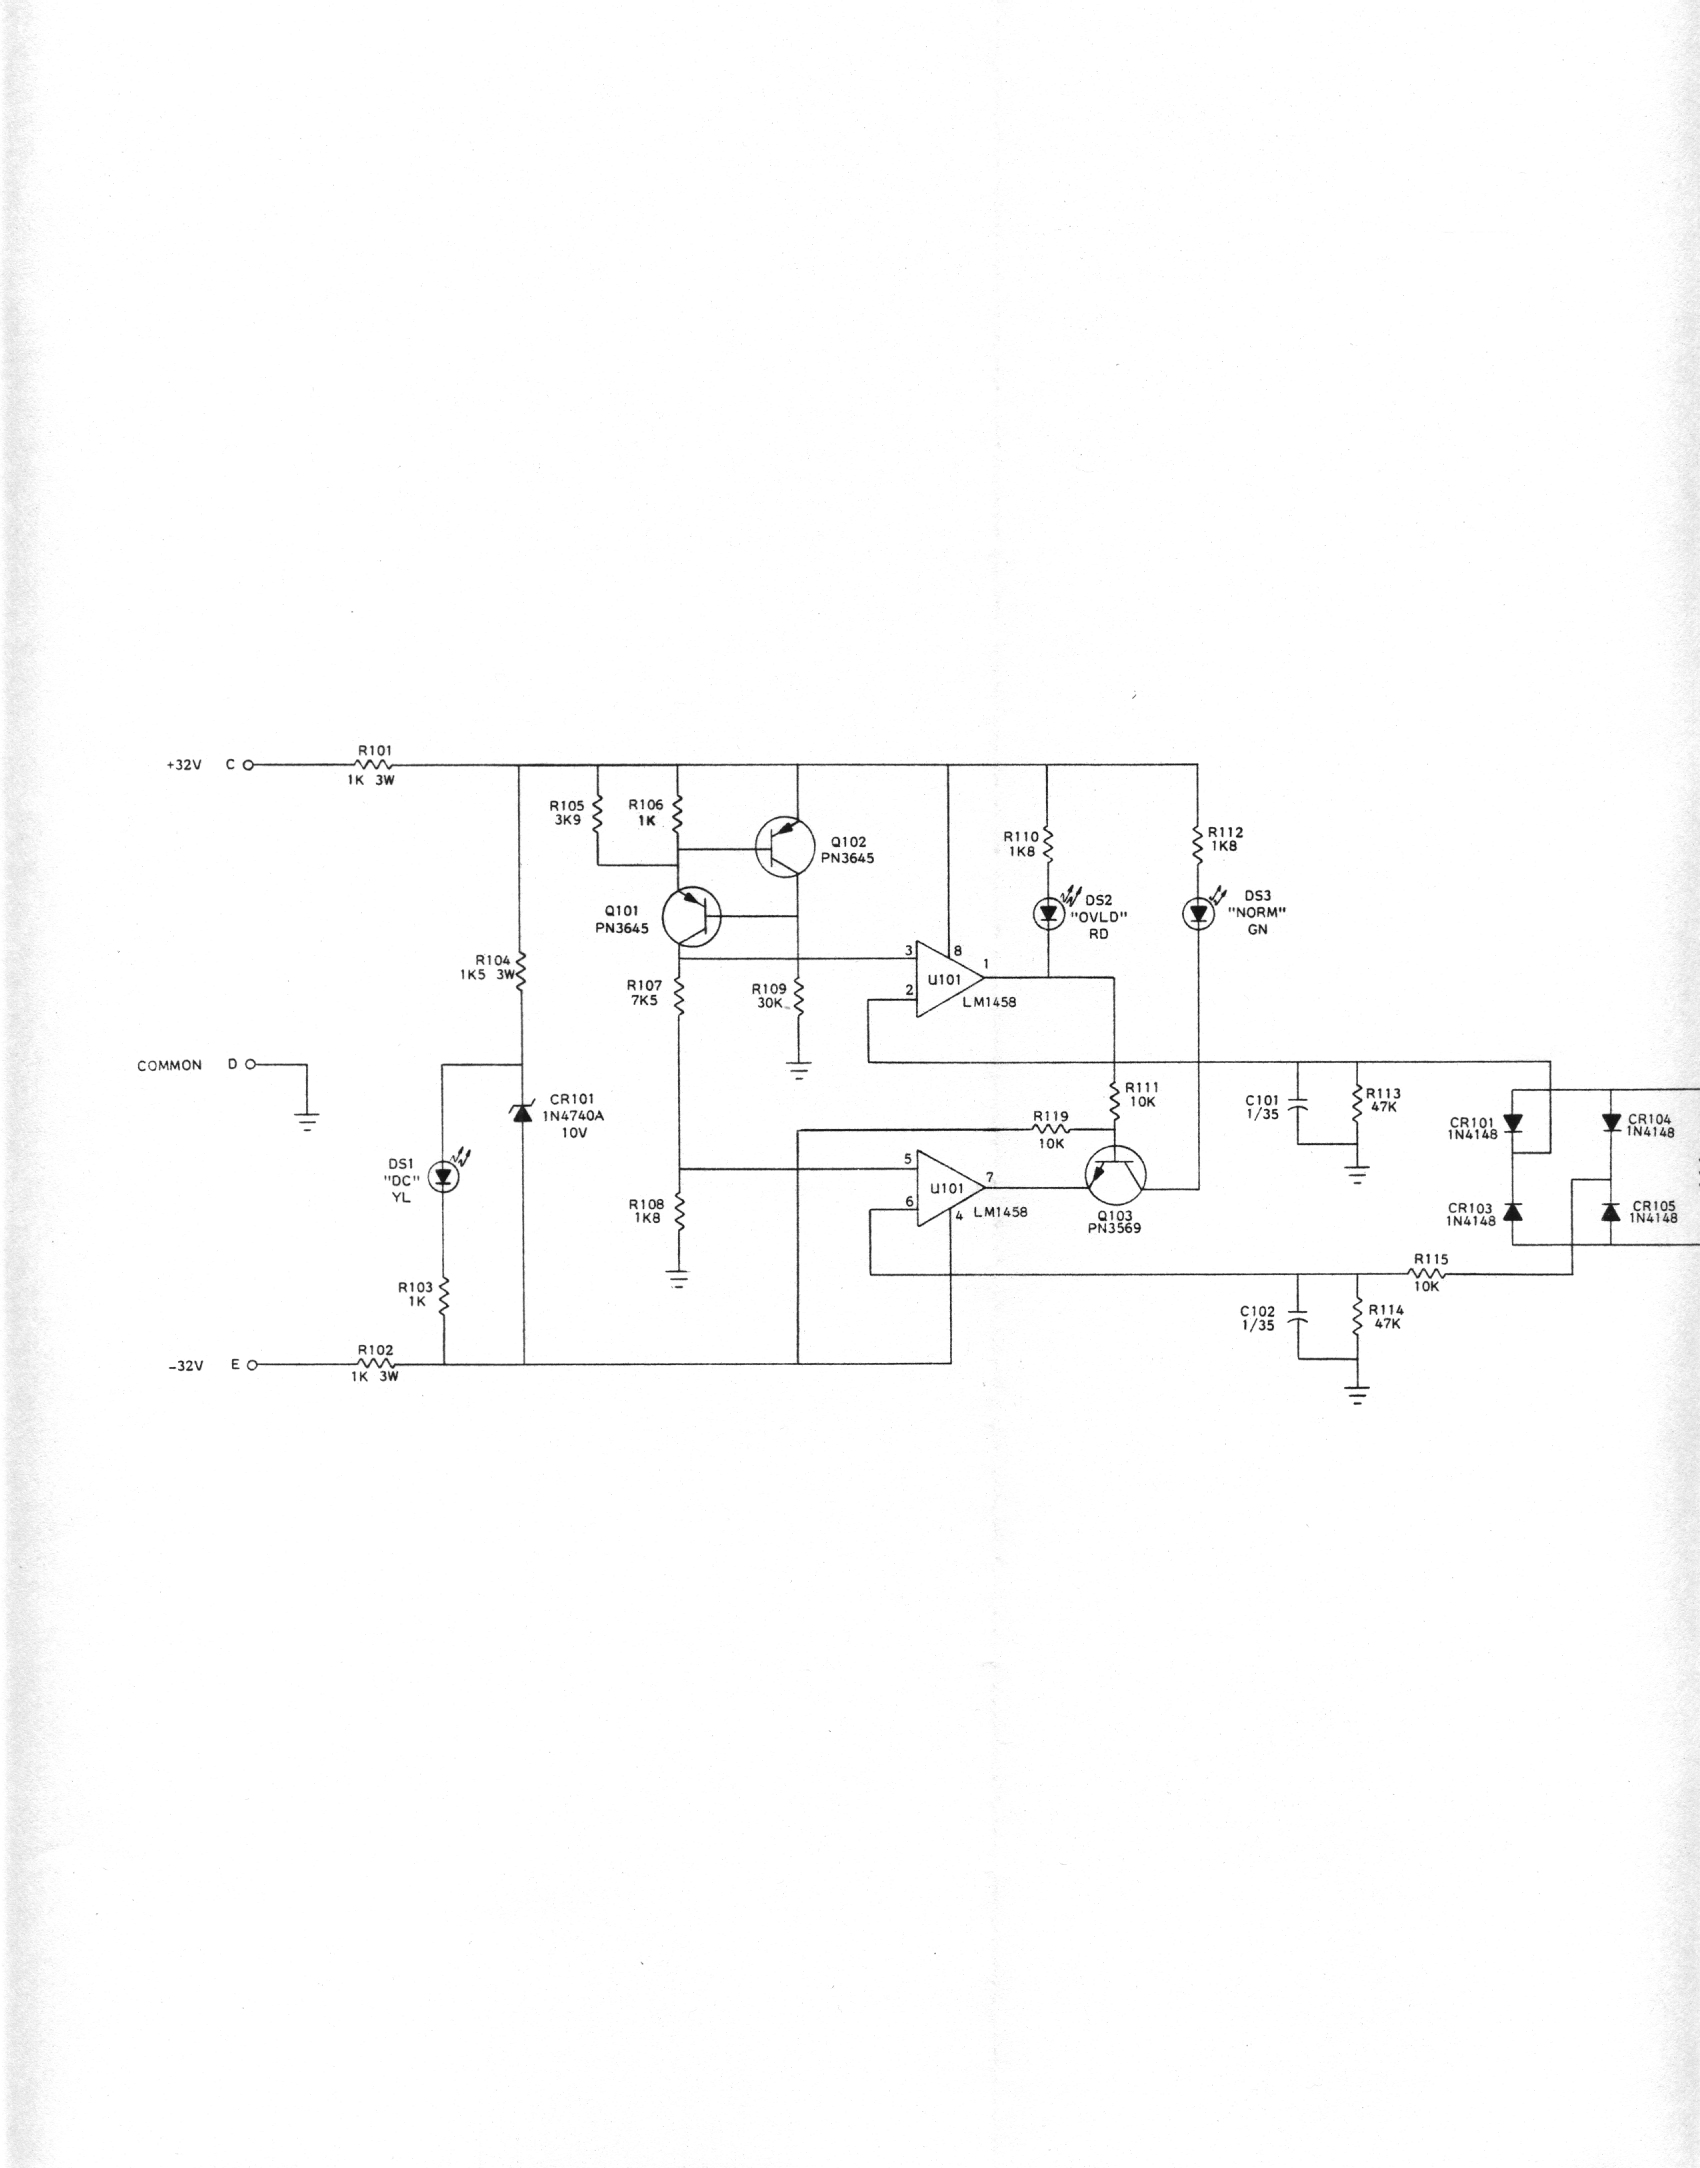 +32V C
R101
1K 3W
R105
3K9
R106
1K
Q102
PN3645
Q101
PN3645
R110
1K8
DS2
"OVLD"
RD
R112
1K8
DS3
"NORM"
GN
R104
1K5 3W
R107
7K5
R109
30K
3
2
8
1
U101
LM1458
COMMON D
CR101
1N4740A
10V
DS1
"DC"
YL
R103
1K
R111
10K
R119
10K
5
6
7
4
U101
LM1458
Q103
PN3569
R108
1K8
C101
1/35
R113
47K
CR101
1N4148
CR104
1N4148
CR103
1N4148
CR105
1N4148
R115
10K
C102
1/35
R114
47K
-32V E
R102
1K 3W